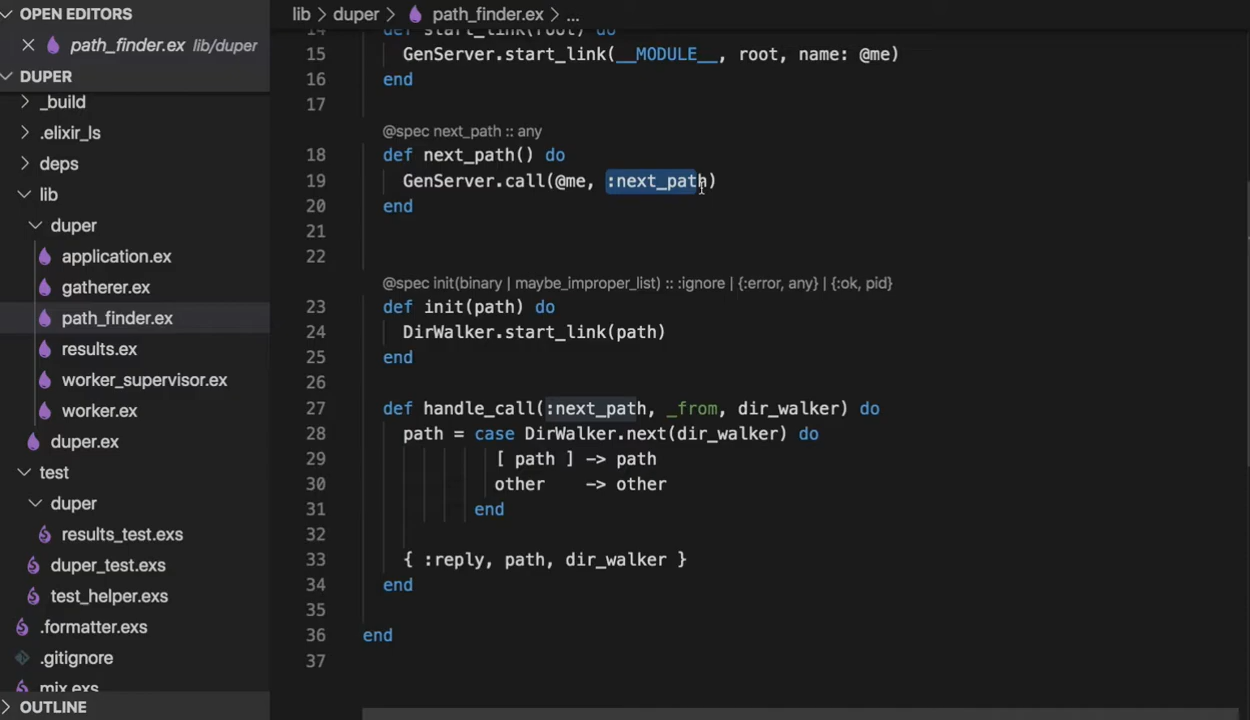 OPEN EDITORS
path_finder.ex lib/duper
DUPER
_build
.elixir_ls
deps
lib
duper
application.ex
gatherer.ex
path_finder.ex
results.ex
worker_supervisor.ex
worker.ex
duper.ex
test
duper
results_test.exs
duper_test.exs
test_helper.exs
.formatter.exs
.gitignore
mix.exs
OUTLINE
lib > duper > path_finder.ex > ...
14 def start_link(root) do
15 GenServer.start_link(__MODULE__, root, name: @me)
16 end
17
@spec next_path :: any
18 def next_path() do
19 GenServer.call(@me, :next_path)
20 end
21
22
@spec init(binary | maybe_improper_list) :: :ignore | {:error, any} | {:ok, pid}
23 def init(path) do
24 DirWalker.start_link(path)
25 end
26
27 def handle_call(:next_path, _from, dir_walker) do
28 path = case DirWalker.next(dir_walker) do
29 [ path ] -> path
30 other -> other
31 end
32
33 { :reply, path, dir_walker }
34 end
35
36 end
37